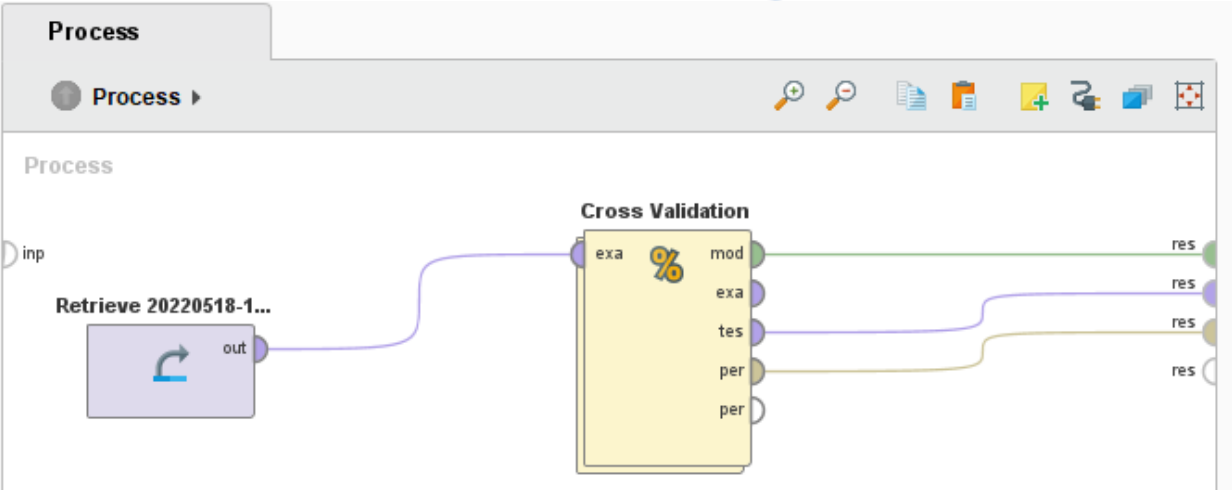 Process
Process
Process
Cross Validation
inp
exa
mod
res
exa
res
Retrieve 20220518-1...
out
tes
res
per
res
per